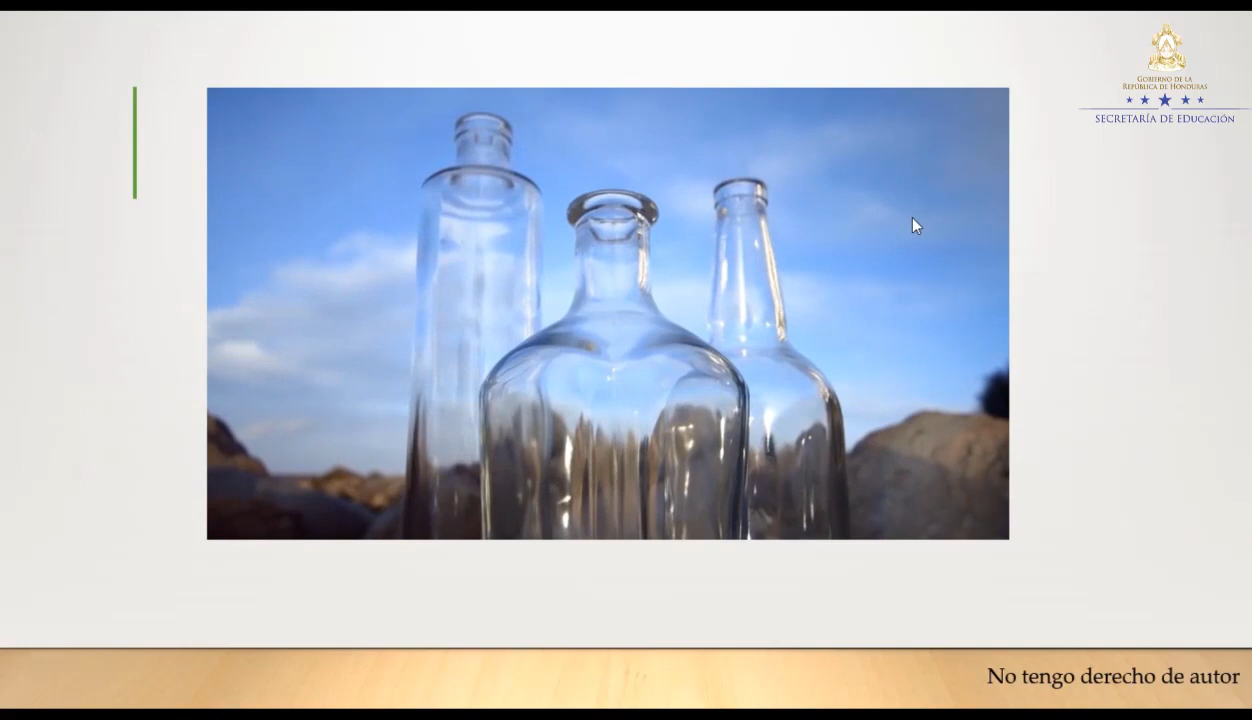 GOBIERNO DE LA
REPÚBLICA DE HONDURAS
SECRETARÍA DE EDUCACIÓN
No tengo derecho de autor